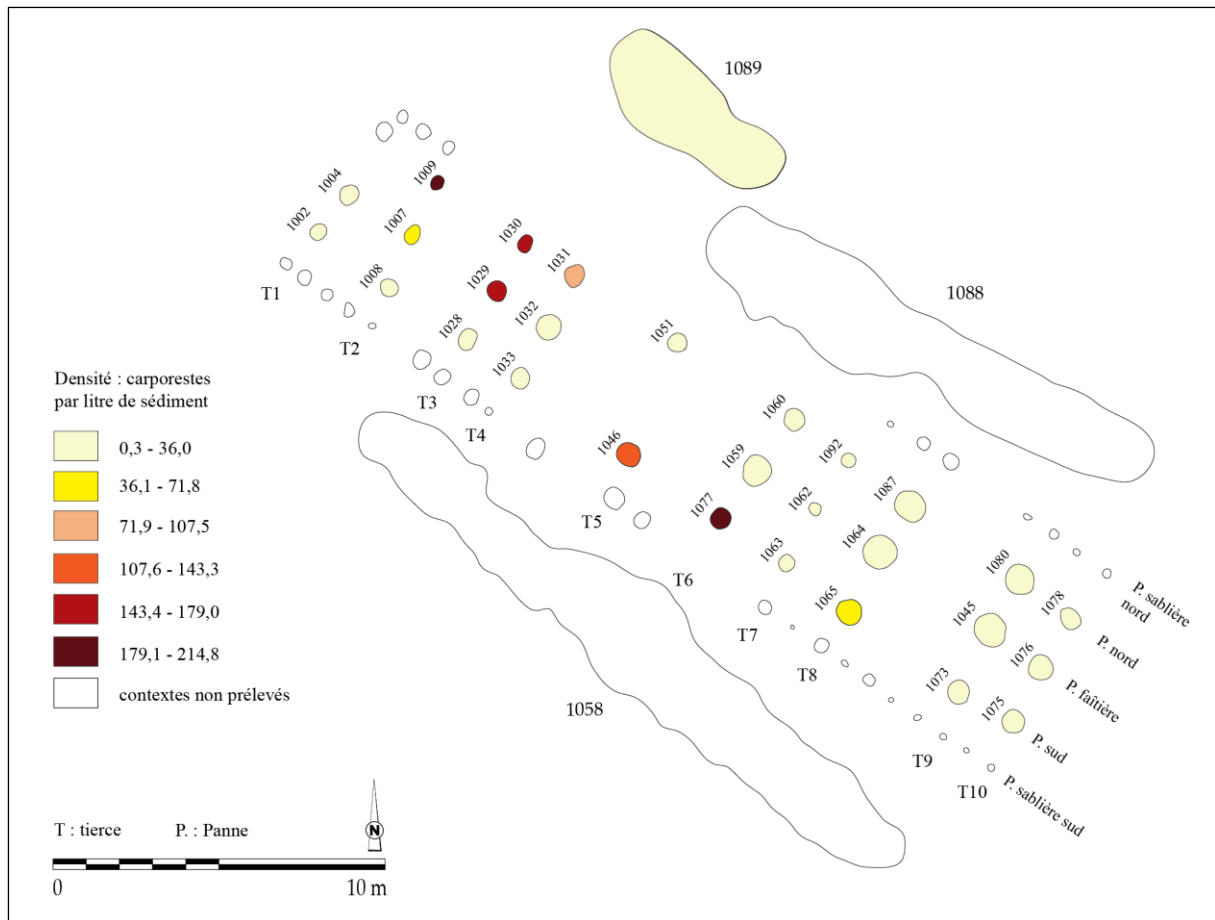 1089
1009
1004
1002
1007
1030
1031
1008
1029
T1
1088
1032
1028
1051
T2
1033
T3
Densité : carporestes
par litre de sédiment
T4
0,3 - 36,0
36,1 - 71,8
71,9 - 107,5
107,6 - 143,3
143,4 - 179,0
179,1 - 214,8
contextes non prélevés
1060
1046
1059
1092
1087
1062
T5
1077
1064
1063
T6
1080
P. sablière
nord
1065
1078
T7
1045
P. nord
1076
T8
1073
P. faîtière
1058
1075
P. sud
T9
T10
P. sablière sud
T : tierce
P. : Panne
N
0
10 m